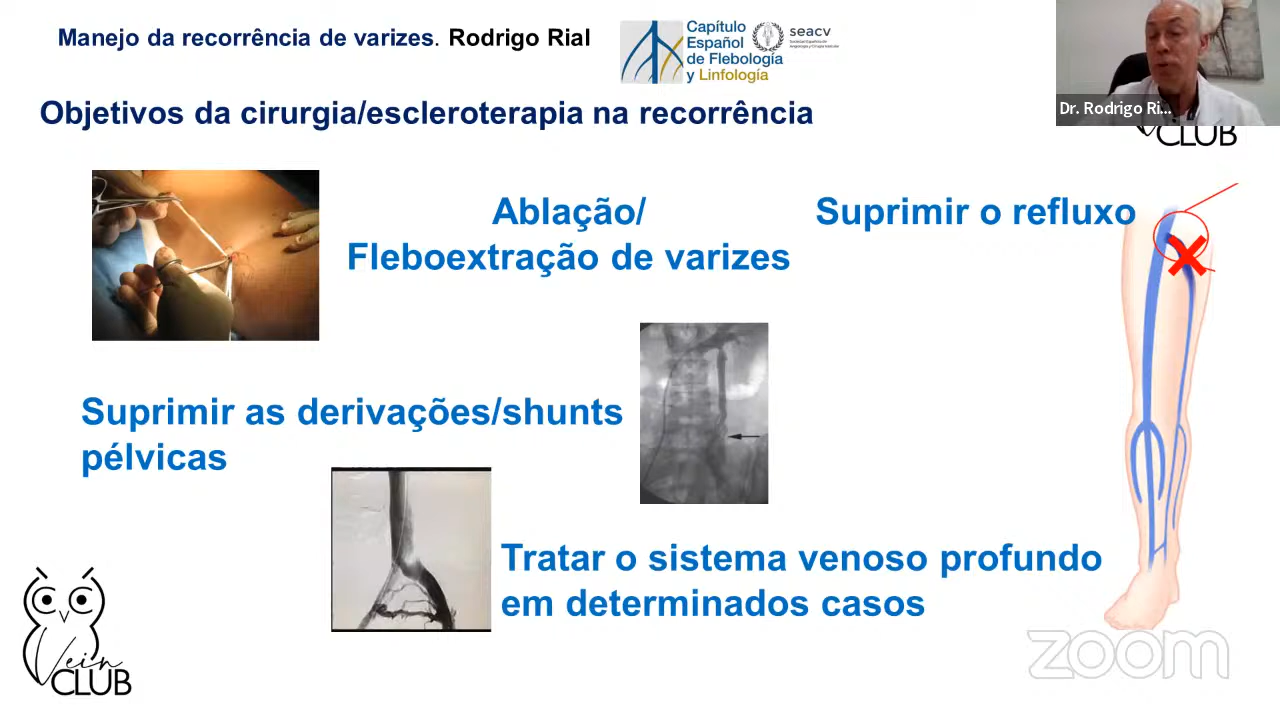 Manejo da recorrência de varizes. Rodrigo Rial
Capítulo
Español
de Flebología
y Linfología
seacv
Dr. Rodrigo Ri...
CLUB
Objetivos da cirurgia/escleroterapia na recorrência
Ablação/
Fleboextração de varizes
Suprimir o refluxo
Suprimir as derivações/shunts
pélvicas
Tratar o sistema venoso profundo
em determinados casos
Vein
CLUB
zoom